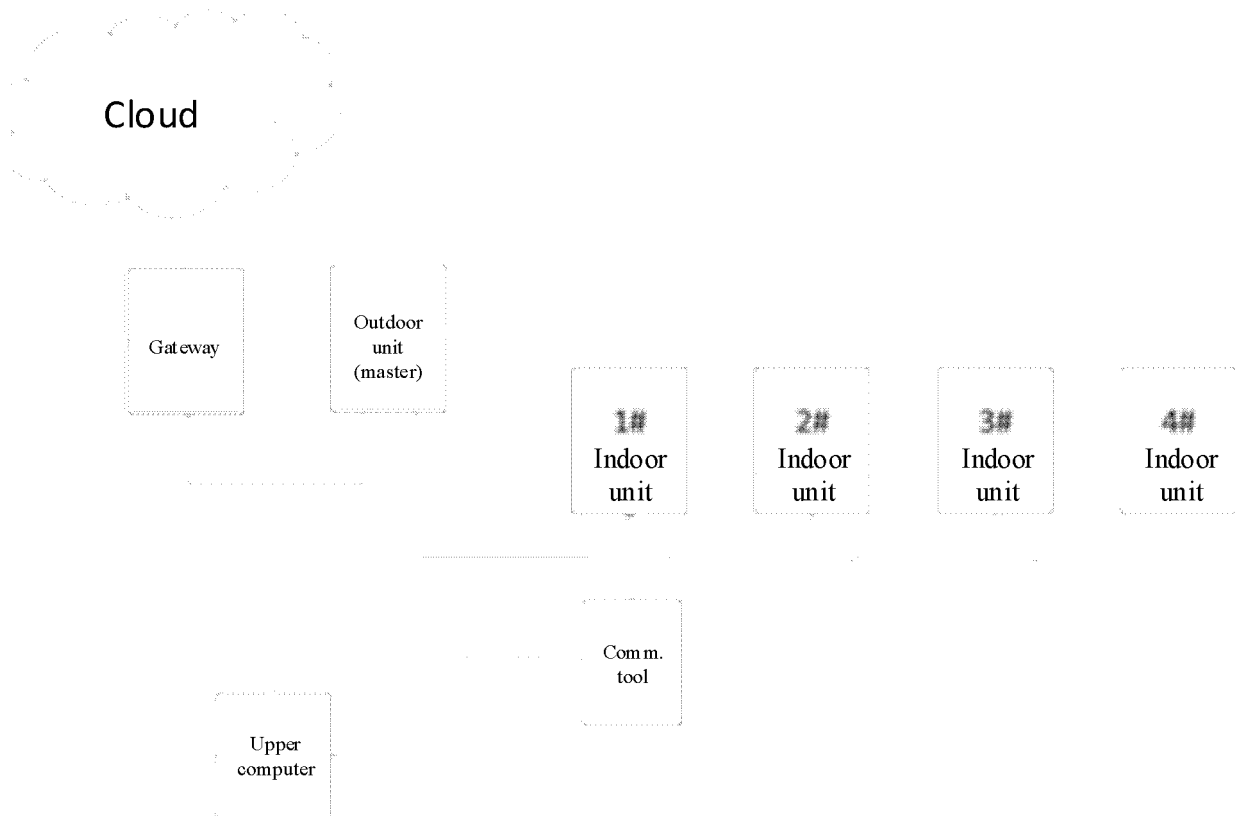 Cloud
Gateway
Outdoor
unit
(master)
1#
Indoor
unit
2#
Indoor
unit
3#
Indoor
unit
4#
Indoor
unit
Comm.
tool
Upper
computer